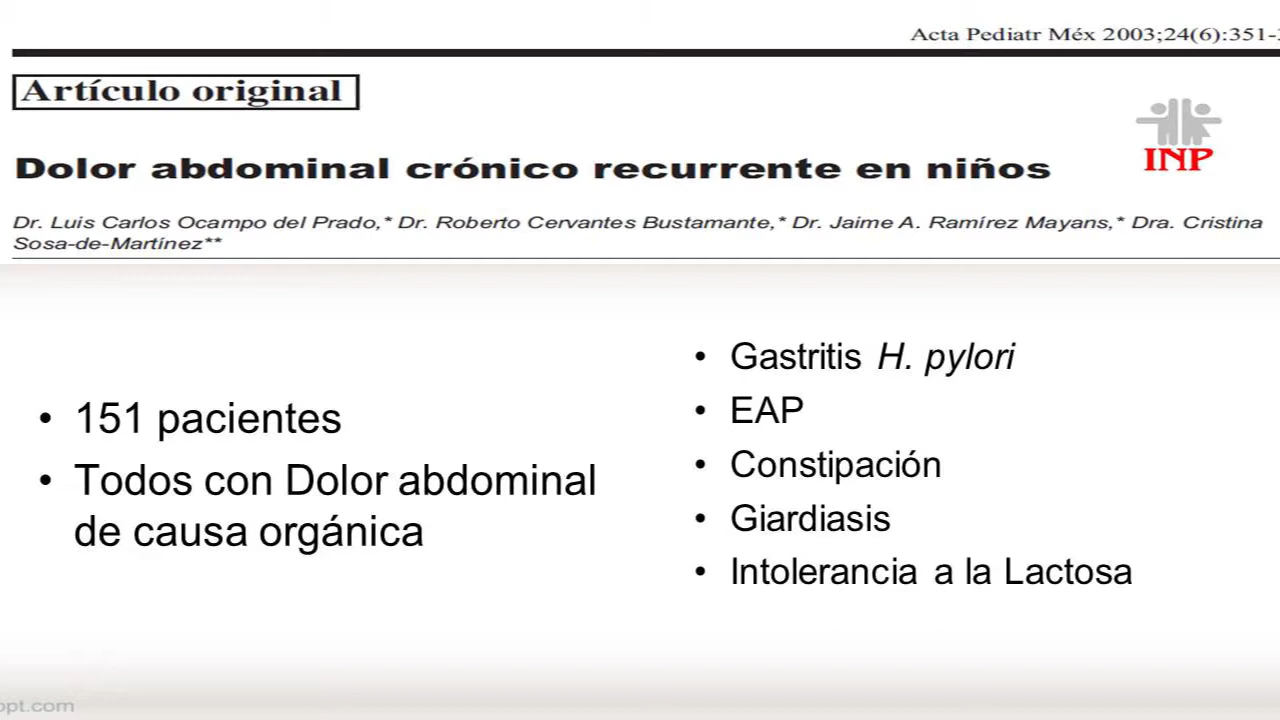 Acta Pediatr Méx 2003;24(6):351-
Artículo original
INP
Dolor abdominal crónico recurrente en niños
Dr. Luis Carlos Ocampo del Prado,* Dr. Roberto Cervantes Bustamante,* Dr. Jaime A. Ramírez Mayans,* Dra. Cristina
Sosa-de-Martínez**
• 151 pacientes
• Todos con Dolor abdominal
de causa orgánica
• Gastritis H. pylori
• EAP
• Constipación
• Giardiasis
• Intolerancia a la Lactosa
ppt.com